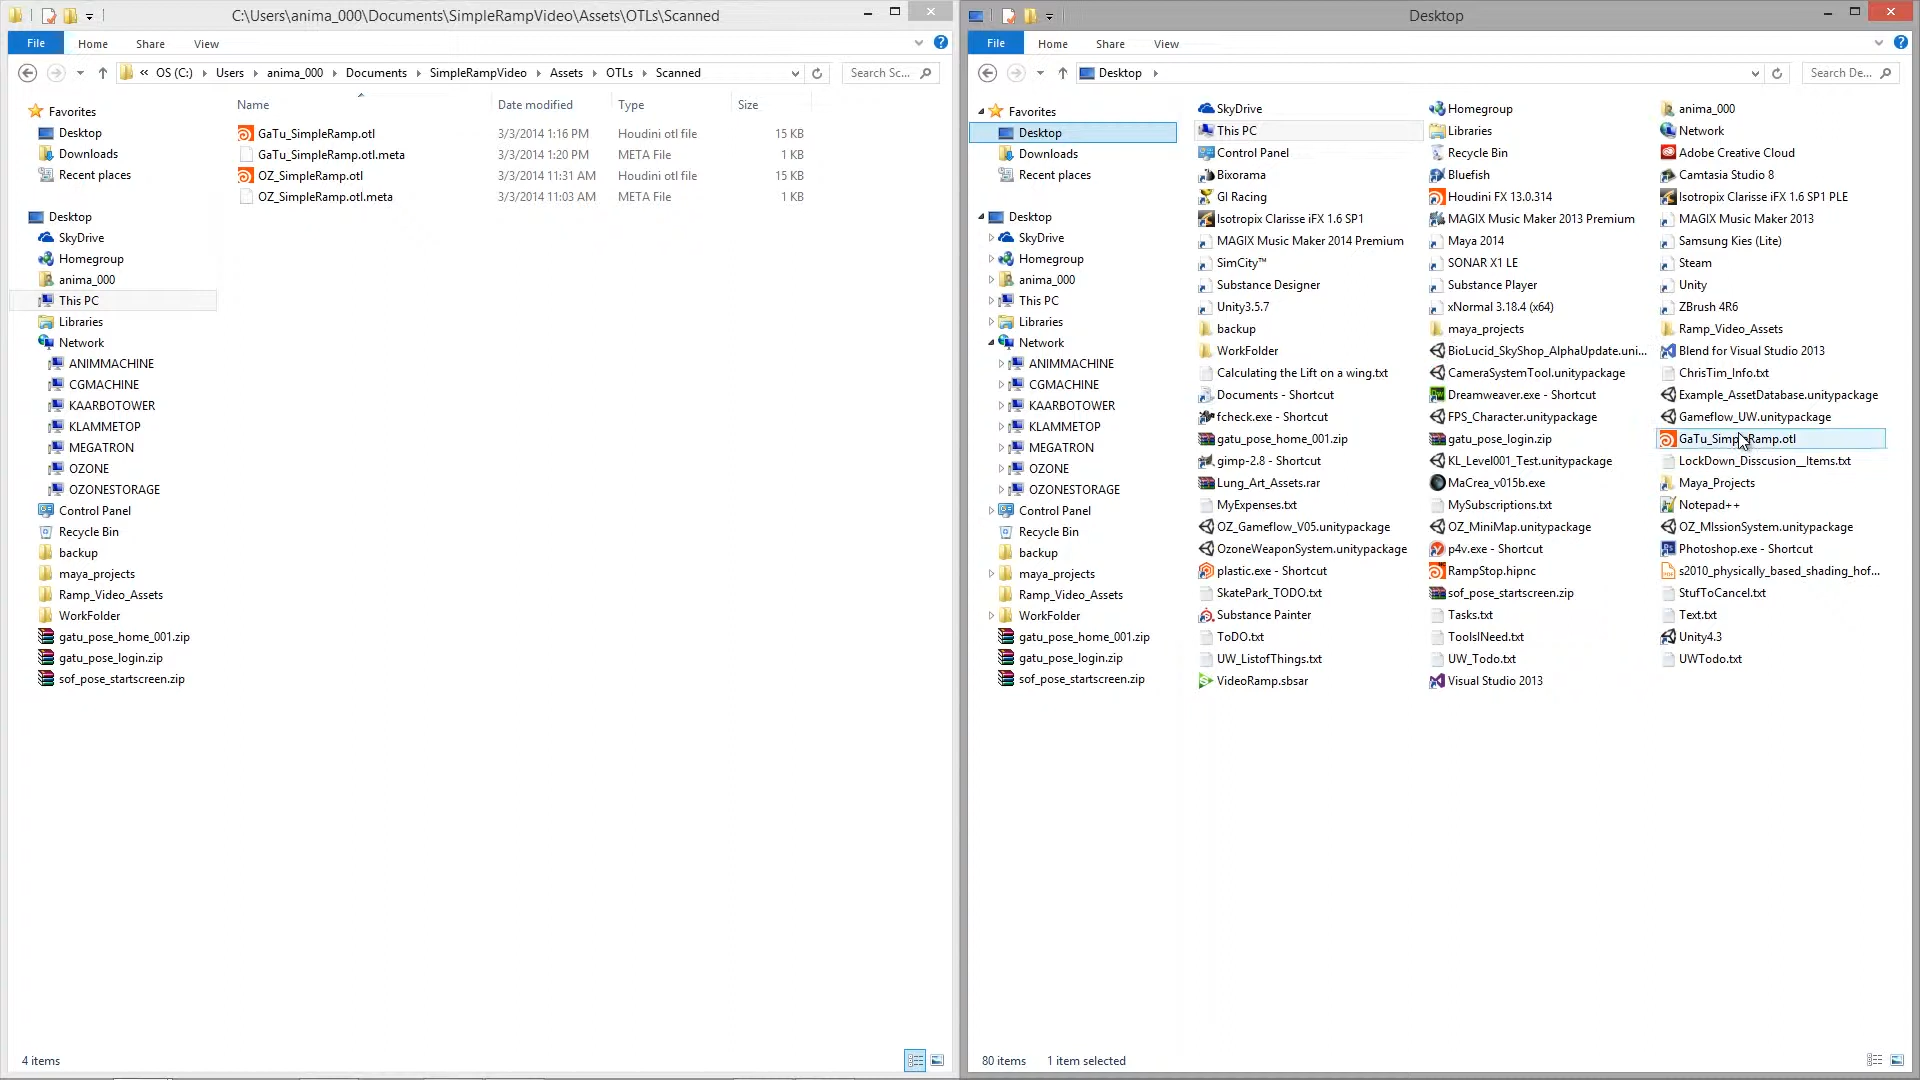 C:\Users\anima_000\Documents\SimpleRampVideo\Assets\OTLs\Scanned
File Home Share View
« OS (C:) Users anima_000 Documents SimpleRampVideo Assets OTLs Scanned Search Sc...
Favorites
Desktop
Downloads
Recent places
Desktop
SkyDrive
Homegroup
anima_000
This PC
Libraries
Network
ANIMMACHINE
CGMACHINE
KAARBOTOWER
KLAMMETOP
MEGATRON
OZONE
OZONESTORAGE
Control Panel
Recycle Bin
backup
maya_projects
Ramp_Video_Assets
WorkFolder
gatu_pose_home_001.zip
gatu_pose_login.zip
sof_pose_startscreen.zip
Name Date modified Type Size
GaTu_SimpleRamp.otl 3/3/2014 1:16 PM Houdini otl file 15 KB
GaTu_SimpleRamp.otl.meta 3/3/2014 1:20 PM META File 1 KB
OZ_SimpleRamp.otl 3/3/2014 11:31 AM Houdini otl file 15 KB
OZ_SimpleRamp.otl.meta 3/3/2014 11:03 AM META File 1 KB
4 items
Desktop
File Home Share View
Desktop Search De...
Favorites
Desktop
Downloads
Recent places
Desktop
SkyDrive
Homegroup
anima_000
This PC
Libraries
Network
ANIMMACHINE
CGMACHINE
KAARBOTOWER
KLAMMETOP
MEGATRON
OZONE
OZONESTORAGE
Control Panel
Recycle Bin
backup
maya_projects
Ramp_Video_Assets
WorkFolder
gatu_pose_home_001.zip
gatu_pose_login.zip
sof_pose_startscreen.zip
SkyDrive Homegroup anima_000
This PC Libraries Network
Control Panel Recycle Bin Adobe Creative Cloud
Bixorama Bluefish Camtasia Studio 8
GI Racing Houdini FX 13.0.314 Isotropix Clarisse iFX 1.6 SP1 PLE
Isotropix Clarisse iFX 1.6 SP1 MAGIX Music Maker 2013 Premium MAGIX Music Maker 2013
MAGIX Music Maker 2014 Premium Maya 2014 Samsung Kies (Lite)
SimCity™ SONAR X1 LE Steam
Substance Designer Substance Player Unity
Unity3.5.7 xNormal 3.18.4 (x64) ZBrush 4R6
backup maya_projects Ramp_Video_Assets
WorkFolder BioLucid_SkyShop_AlphaUpdate.uni... Blend for Visual Studio 2013
Calculating the Lift on a wing.txt CameraSystemTool.unitypackage ChrisTim_Info.txt
Documents - Shortcut Dreamweaver.exe - Shortcut Example_AssetDatabase.unitypackage
fcheck.exe - Shortcut FPS_Character.unitypackage Gameflow_UW.unitypackage
gatu_pose_home_001.zip gatu_pose_login.zip GaTu_SimpleRamp.otl
gimp-2.8 - Shortcut KL_Level001_Test.unitypackage LockDown_Disscusion__Items.txt
Lung_Art_Assets.rar MaCrea_v015b.exe Maya_Projects
MyExpenses.txt MySubscriptions.txt Notepad++
OZ_Gameflow_V05.unitypackage OZ_MiniMap.unitypackage OZ_MIssionSystem.unitypackage
OzoneWeaponSystem.unitypackage p4v.exe - Shortcut Photoshop.exe - Shortcut
plastic.exe - Shortcut RampStop.hipnc s2010_physically_based_shading_hof...
SkatePark_TODO.txt sof_pose_startscreen.zip StufToCancel.txt
Substance Painter Tasks.txt Text.txt
ToDO.txt ToolsINeed.txt Unity4.3
UW_ListofThings.txt UW_Todo.txt UWTodo.txt
VideoRamp.sbsar Visual Studio 2013
80 items 1 item selected